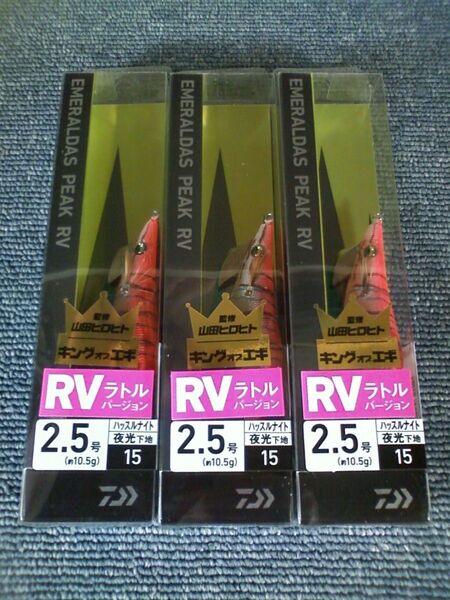 EMERALDAS PEAK RV
監修
山田ヒロヒト
キングオブエギ
RV ラトル
バージョン
2.5号
(約10.5g)
ハッスルナイト
夜光下地
15
EMERALDAS PEAK RV
監修
山田ヒロヒト
キングオブエギ
RV ラトル
バージョン
2.5号
(約10.5g)
ハッスルナイト
夜光下地
15
EMERALDAS PEAK RV
監修
山田ヒロヒト
キングオブエギ
RV ラトル
バージョン
2.5号
(約10.5g)
ハッスルナイト
夜光下地
15